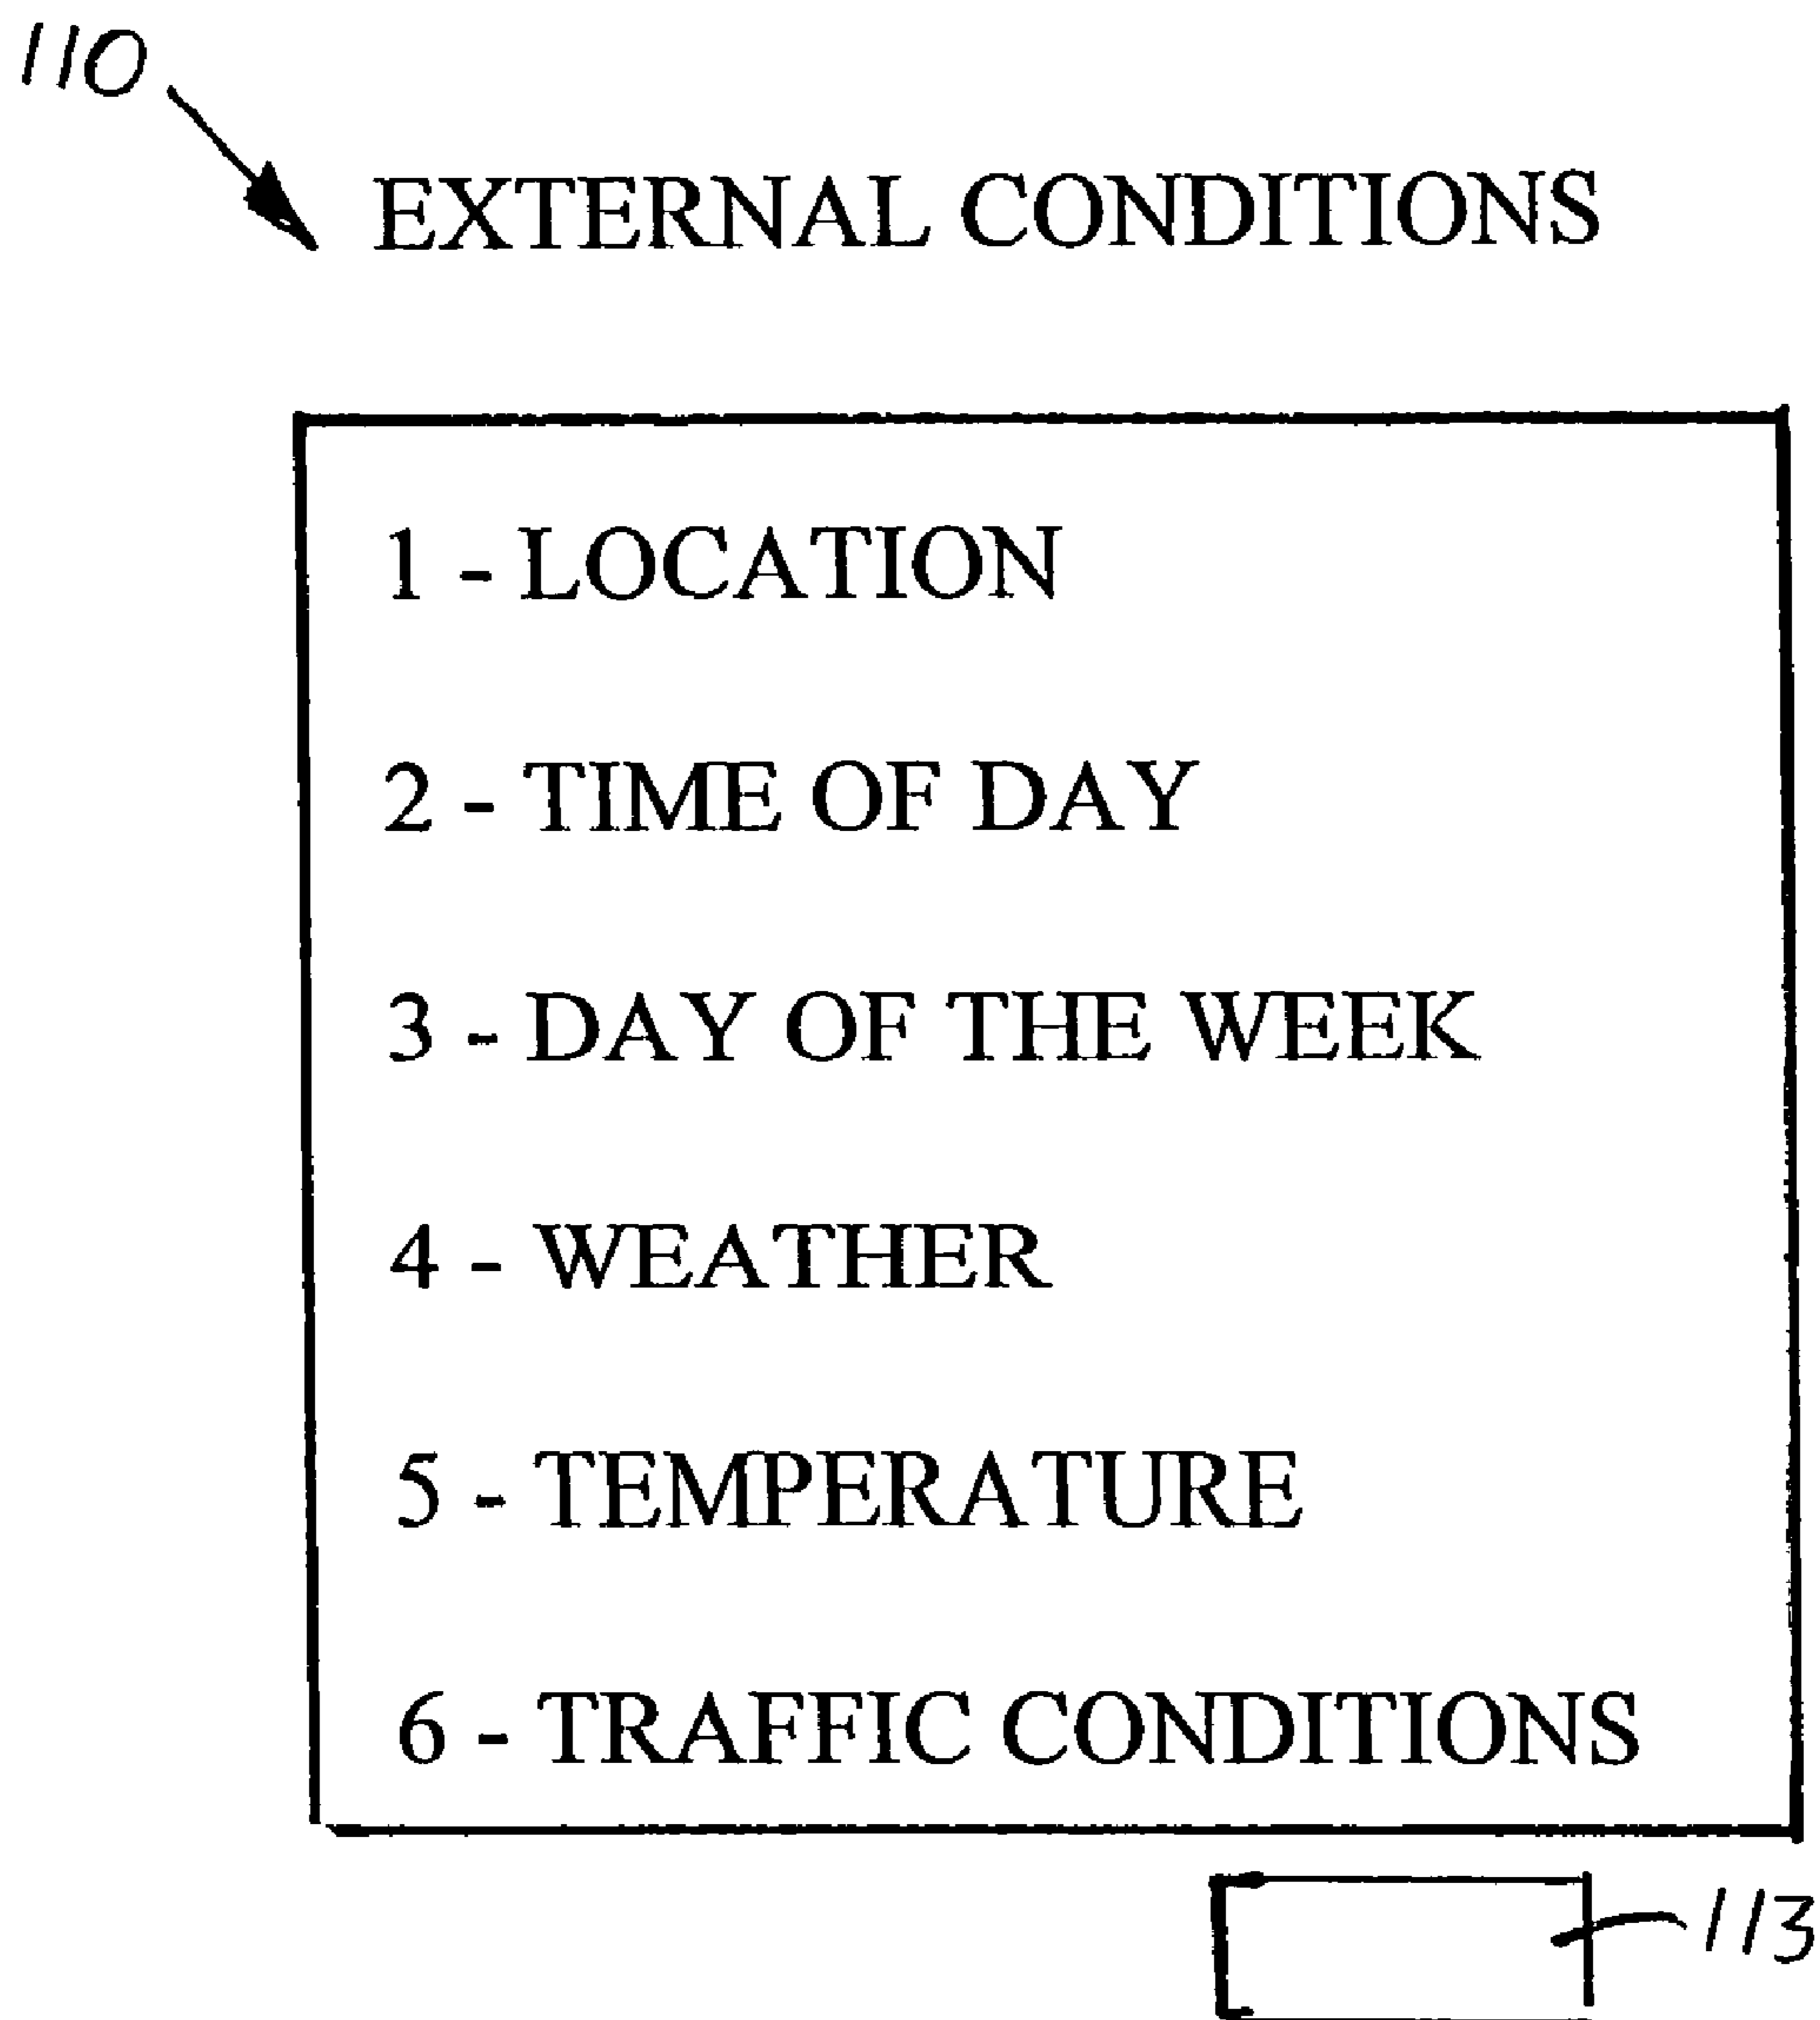 110
EXTERNAL CONDITIONS
1 - LOCATION
2 - TIME OF DAY
3 - DAY OF THE WEEK
4 - WEATHER
5 - TEMPERATURE
6 - TRAFFIC CONDITIONS
113